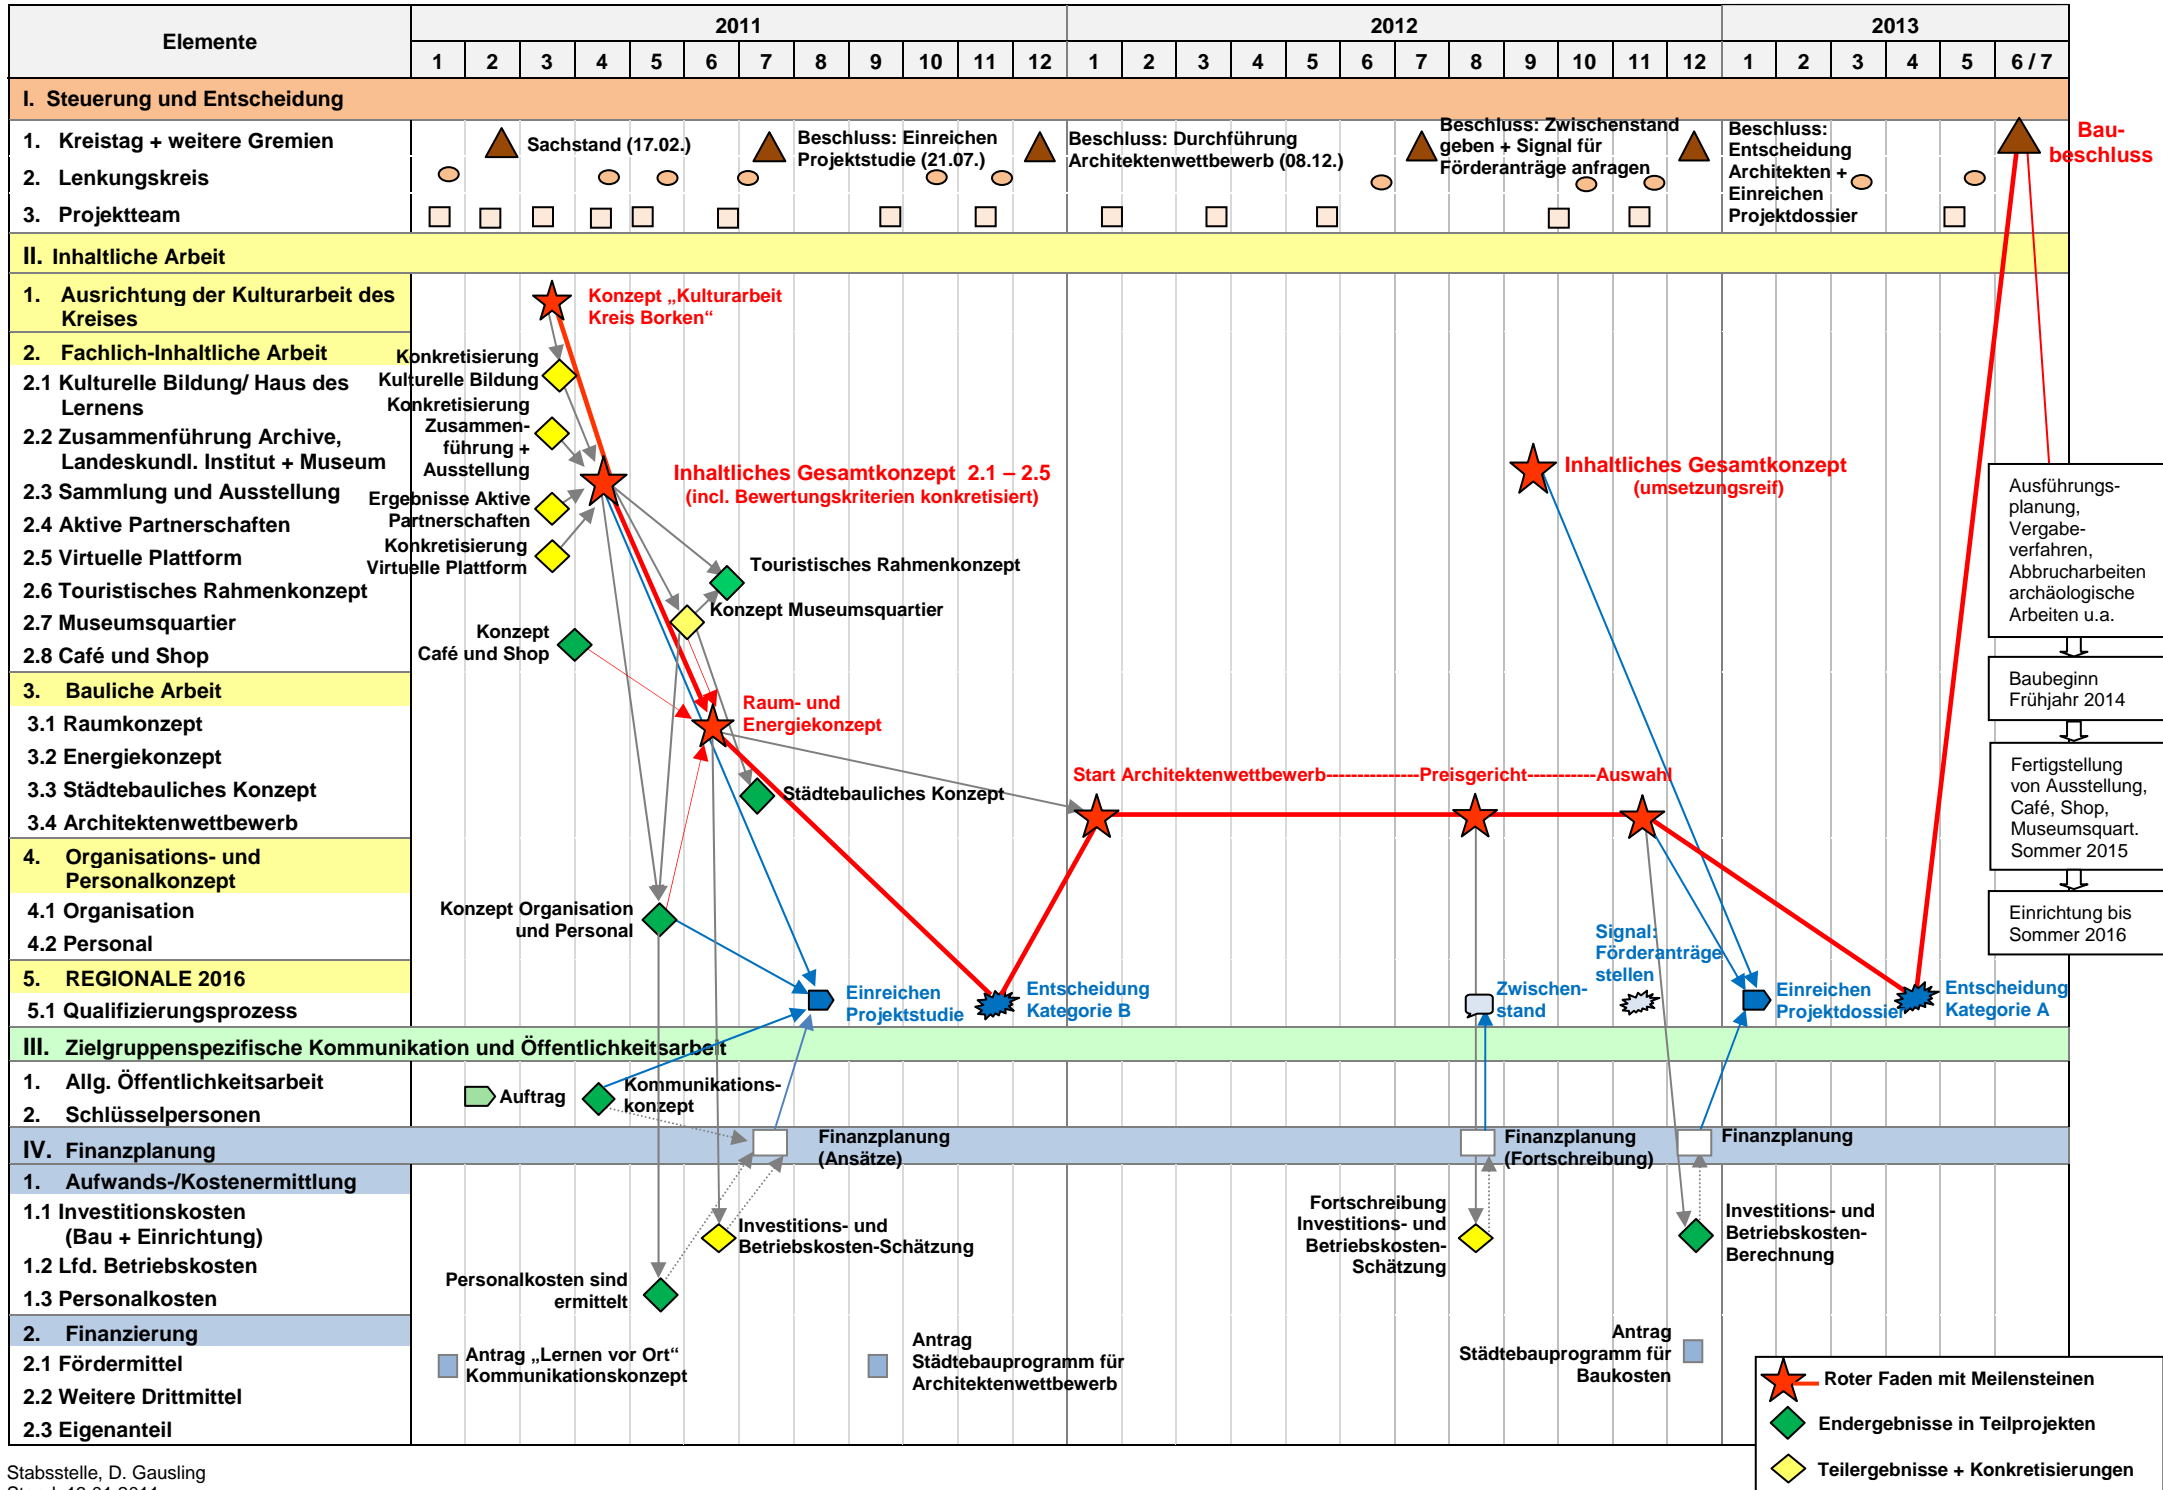 Elemente
2011
2012
2013
1 2 3 4 5 6 7 8 9 10 11 12 1 2 3 4 5 6 7 8 9 10 11 12 1 2 3 4 5 6 / 7
I. Steuerung und Entscheidung
1. Kreistag + weitere Gremien
2. Lenkungskreis
3. Projektteam
Sachstand (17.02.)
Beschluss: Einreichen
Projektstudie (21.07.)
Beschluss: Durchführung
Architektenwettbewerb (08.12.)
Beschluss: Zwischenstand
geben + Signal für
Förderanträge anfragen
Beschluss:
Entscheidung
Architekten +
Einreichen
Projektdossier
Bau-
beschluss
II. Inhaltliche Arbeit
1. Ausrichtung der Kulturarbeit des
Kreises
2. Fachlich-Inhaltliche Arbeit
2.1 Kulturelle Bildung/ Haus des
Lernens
2.2 Zusammenführung Archive,
Landeskundl. Institut + Museum
2.3 Sammlung und Ausstellung
2.4 Aktive Partnerschaften
2.5 Virtuelle Plattform
2.6 Touristisches Rahmenkonzept
2.7 Museumsquartier
2.8 Café und Shop
Konzept „Kulturarbeit
Kreis Borken“
Konkretisierung
Kulturelle Bildung
Konkretisierung
Zusammen-
führung +
Ausstellung
Ergebnisse Aktive
Partnerschaften
Konkretisierung
Virtuelle Plattform
Inhaltliches Gesamtkonzept 2.1 – 2.5
(incl. Bewertungskriterien konkretisiert)
Inhaltliches Gesamtkonzept
(umsetzungsreif)
Touristisches Rahmenkonzept
Konzept Museumsquartier
Konzept
Café und Shop
3. Bauliche Arbeit
3.1 Raumkonzept
3.2 Energiekonzept
3.3 Städtebauliches Konzept
3.4 Architektenwettbewerb
Raum- und
Energiekonzept
Städtebauliches Konzept
Start Architektenwettbewerb---------------Preisgericht-----------Auswahl
4. Organisations- und
Personalkonzept
4.1 Organisation
4.2 Personal
Konzept Organisation
und Personal
5. REGIONALE 2016
5.1 Qualifizierungsprozess
Einreichen
Projektstudie
Entscheidung
Kategorie B
Zwischen-
stand
Signal:
Förderanträge
stellen
Einreichen
Projektdossier
Entscheidung
Kategorie A
Ausführungs-
planung,
Vergabe-
verfahren,
Abbrucharbeiten
archäologische
Arbeiten u.a.
Baubeginn
Frühjahr 2014
Fertigstellung
von Ausstellung,
Café, Shop,
Museumsquart.
Sommer 2015
Einrichtung bis
Sommer 2016
III. Zielgruppenspezifische Kommunikation und Öffentlichkeitsarbeit
1. Allg. Öffentlichkeitsarbeit
2. Schlüsselpersonen
Auftrag
Kommunikations-
konzept
IV. Finanzplanung
Finanzplanung
(Ansätze)
Finanzplanung
(Fortschreibung)
Finanzplanung
1. Aufwands-/Kostenermittlung
1.1 Investitionskosten
(Bau + Einrichtung)
1.2 Lfd. Betriebskosten
1.3 Personalkosten
Investitions- und
Betriebskosten-Schätzung
Personalkosten sind
ermittelt
Fortschreibung
Investitions- und
Betriebskosten-
Schätzung
Investitions- und
Betriebskosten-
Berechnung
2. Finanzierung
2.1 Fördermittel
2.2 Weitere Drittmittel
2.3 Eigenanteil
Antrag „Lernen vor Ort“
Kommunikationskonzept
Antrag
Städtebauprogramm für
Architektenwettbewerb
Antrag
Städtebauprogramm für
Baukosten
Roter Faden mit Meilensteinen
Endergebnisse in Teilprojekten
Teilergebnisse + Konkretisierungen
Stabsstelle, D. Gausling